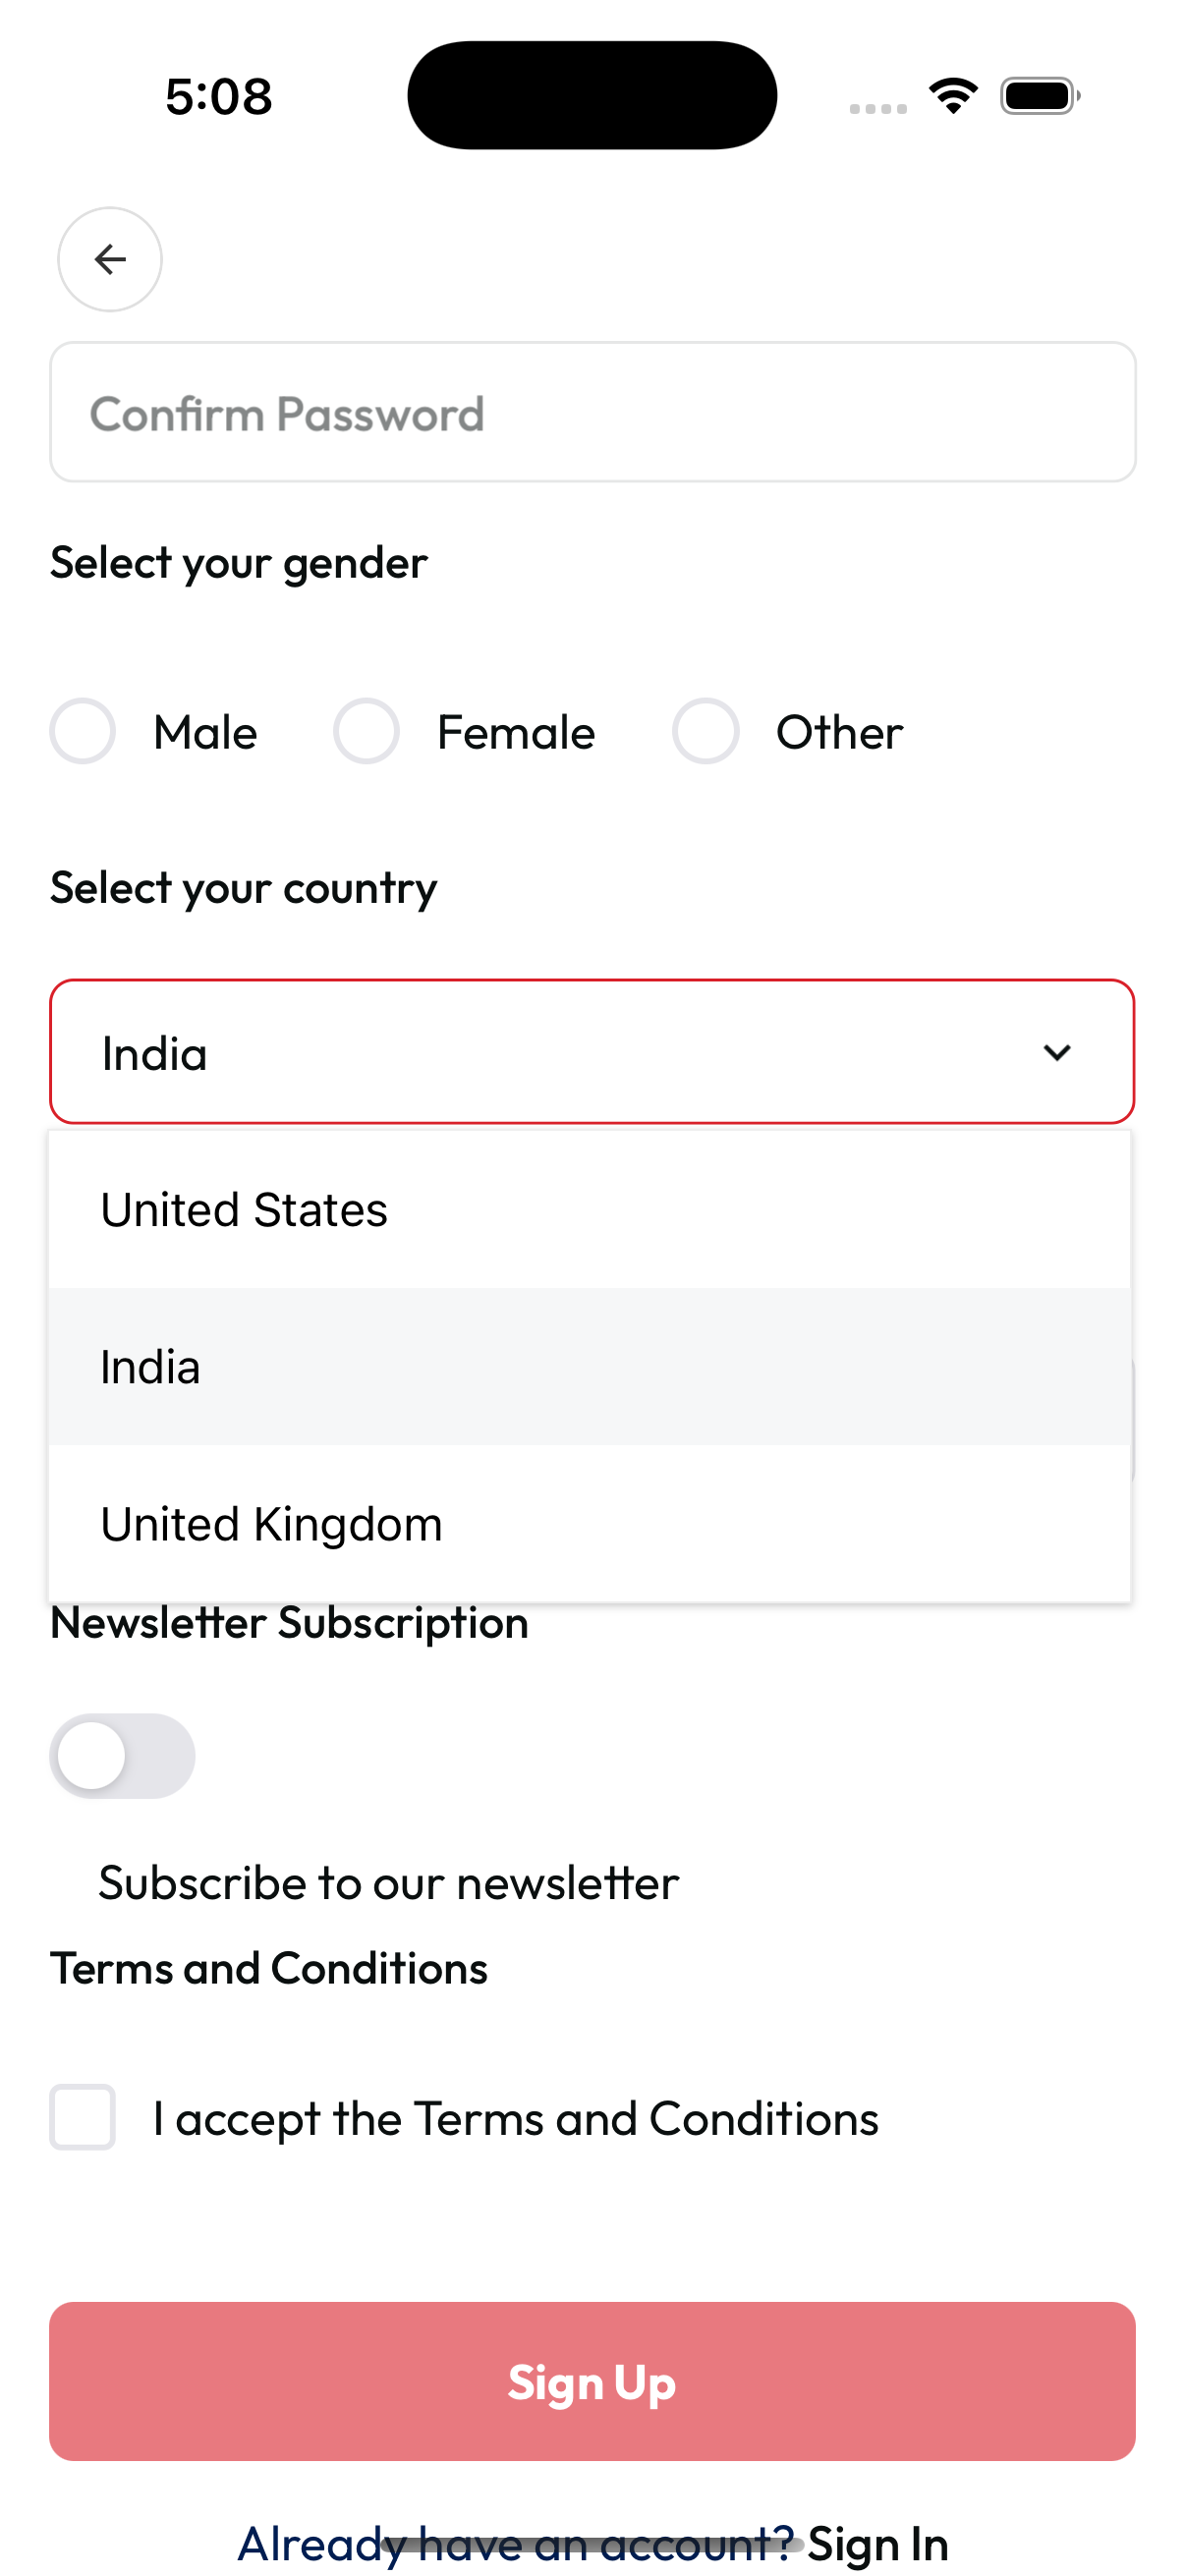 5:08
Confirm Password
Select your gender
Male Female Other
Select your country
India
United States
India
United Kingdom
Newsletter Subscription
Subscribe to our newsletter
Terms and Conditions
I accept the Terms and Conditions
Sign Up
Already have an account? Sign In